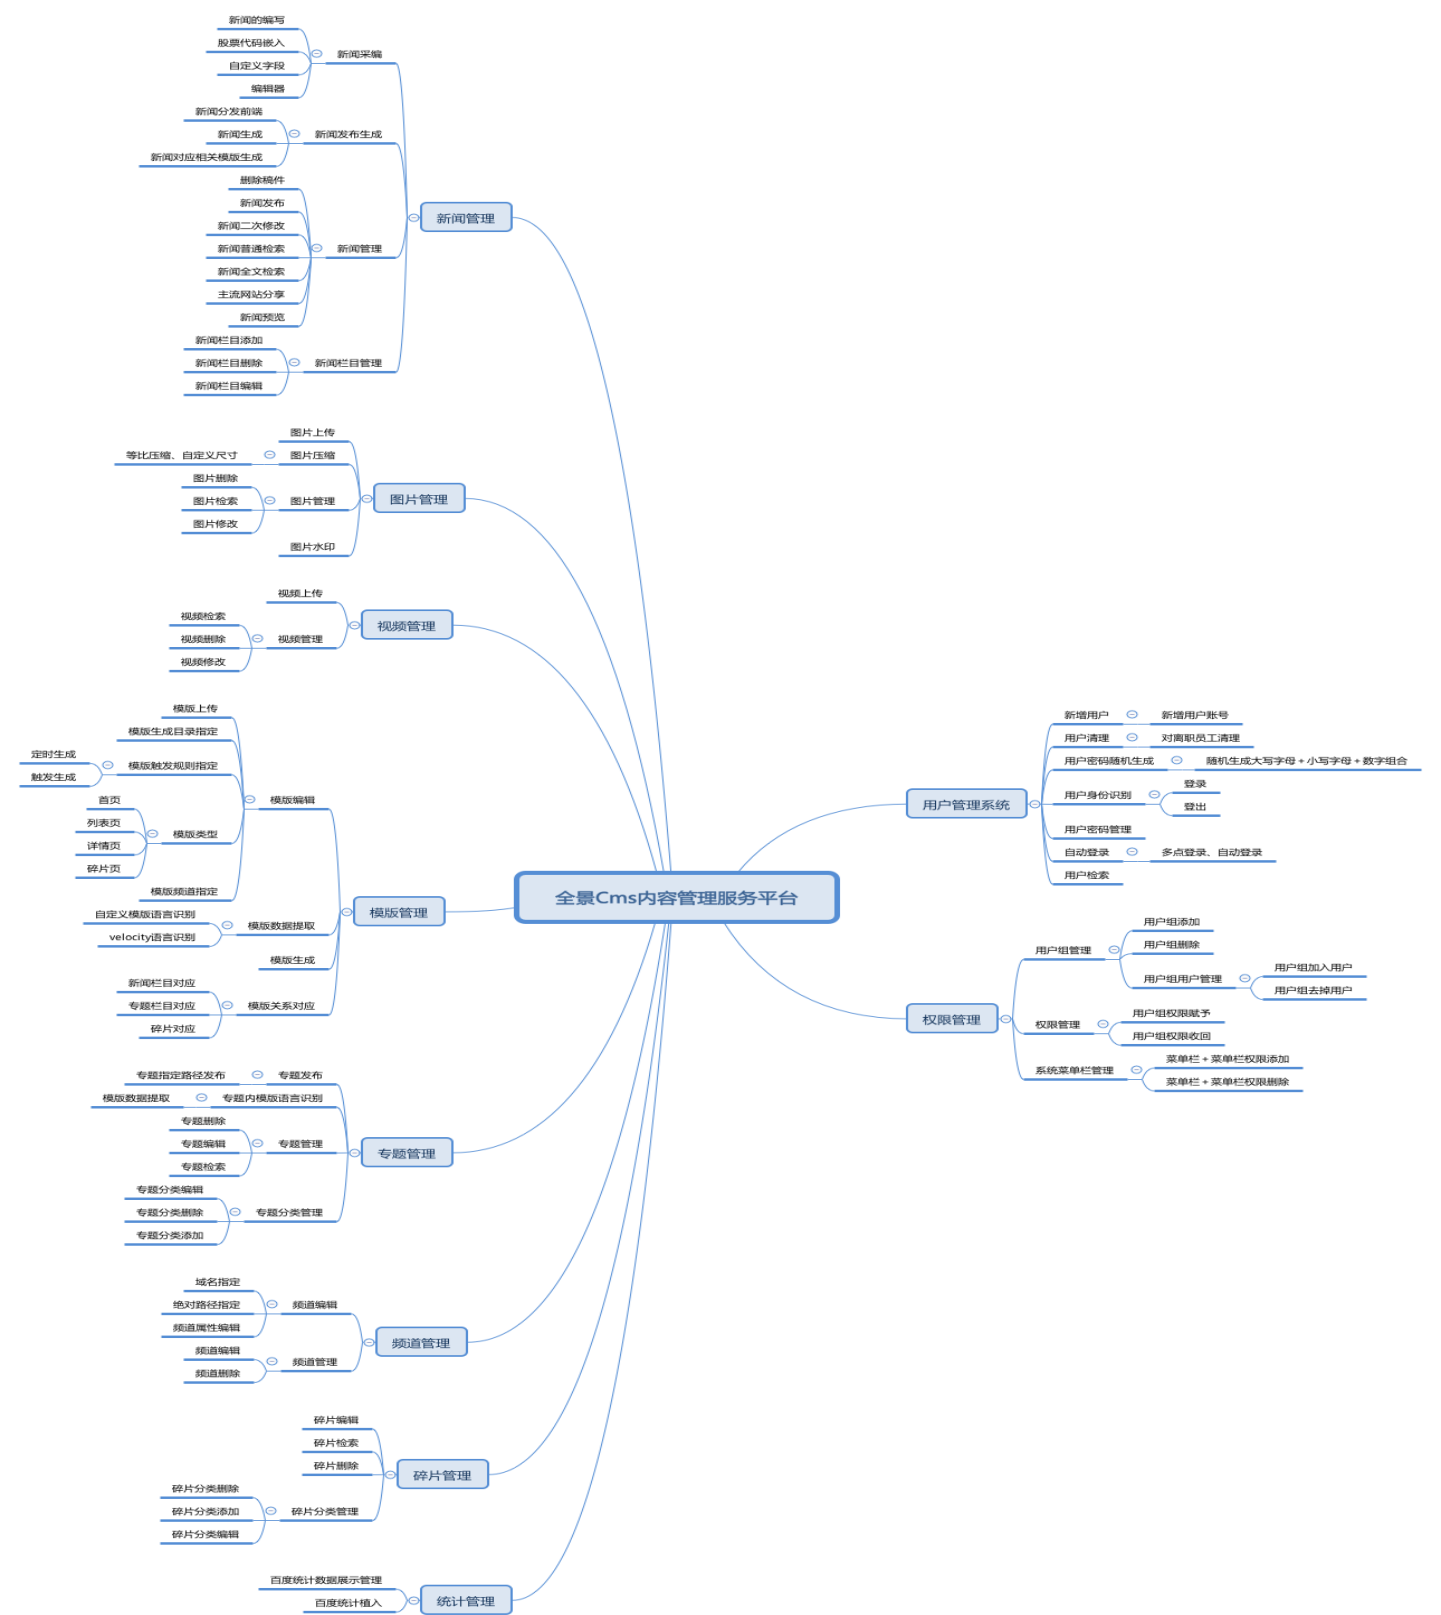 全景Cms内容管理服务平台
新闻管理
新闻采编
新闻的编写
股票代码嵌入
自定义字段
编辑器
新闻发布生成
新闻分发前端
新闻生成
新闻对应相关模版生成
新闻管理
删除稿件
新闻发布
新闻二次修改
新闻普通检索
新闻全文检索
主流网站分享
新闻预览
新闻栏目管理
新闻栏目添加
新闻栏目删除
新闻栏目编辑
图片管理
图片上传
图片压缩
等比压缩、自定义尺寸
图片管理
图片删除
图片检索
图片修改
图片水印
视频管理
视频上传
视频管理
视频检索
视频删除
视频修改
模版管理
模版编辑
模版上传
模版生成目录指定
模版触发规则指定
定时生成
触发生成
模版类型
首页
列表页
详情页
碎片页
模版频道指定
模版数据提取
自定义模版语言识别
velocity语言识别
模版生成
模版关系对应
新闻栏目对应
专题栏目对应
碎片对应
专题管理
专题发布
专题指定路径发布
专题内模版语言识别
模版数据提取
专题管理
专题删除
专题编辑
专题检索
专题分类管理
专题分类编辑
专题分类删除
专题分类添加
频道管理
频道编辑
域名指定
绝对路径指定
频道属性编辑
频道管理
频道编辑
频道删除
碎片管理
碎片编辑
碎片检索
碎片删除
碎片分类管理
碎片分类删除
碎片分类添加
碎片分类编辑
统计管理
百度统计数据展示管理
百度统计植入
用户管理系统
新增用户
新增用户账号
用户清理
对离职员工清理
用户密码随机生成
随机生成大写字母+小写字母+数字组合
用户身份识别
登录
登出
用户密码管理
自动登录
多点登录、自动登录
用户检索
权限管理
用户组管理
用户组添加
用户组删除
用户组用户管理
用户组加入用户
用户组去掉用户
权限管理
用户组权限赋予
用户组权限收回
系统菜单栏管理
菜单栏+菜单栏权限添加
菜单栏+菜单栏权限删除